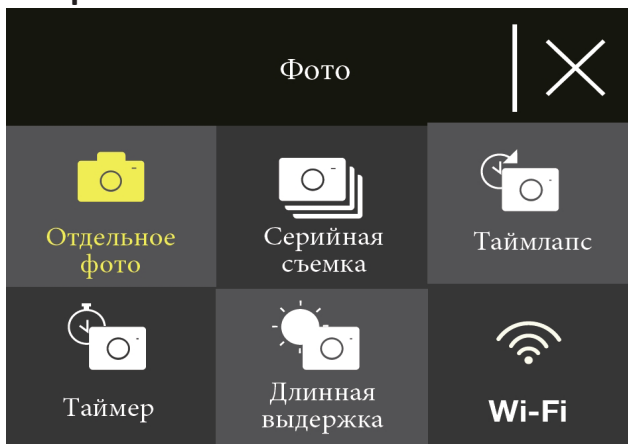 Фото
Отдельное
фото
Серийная
съемка
Таймлапс
Таймер
Длинная
выдержка
Wi-Fi